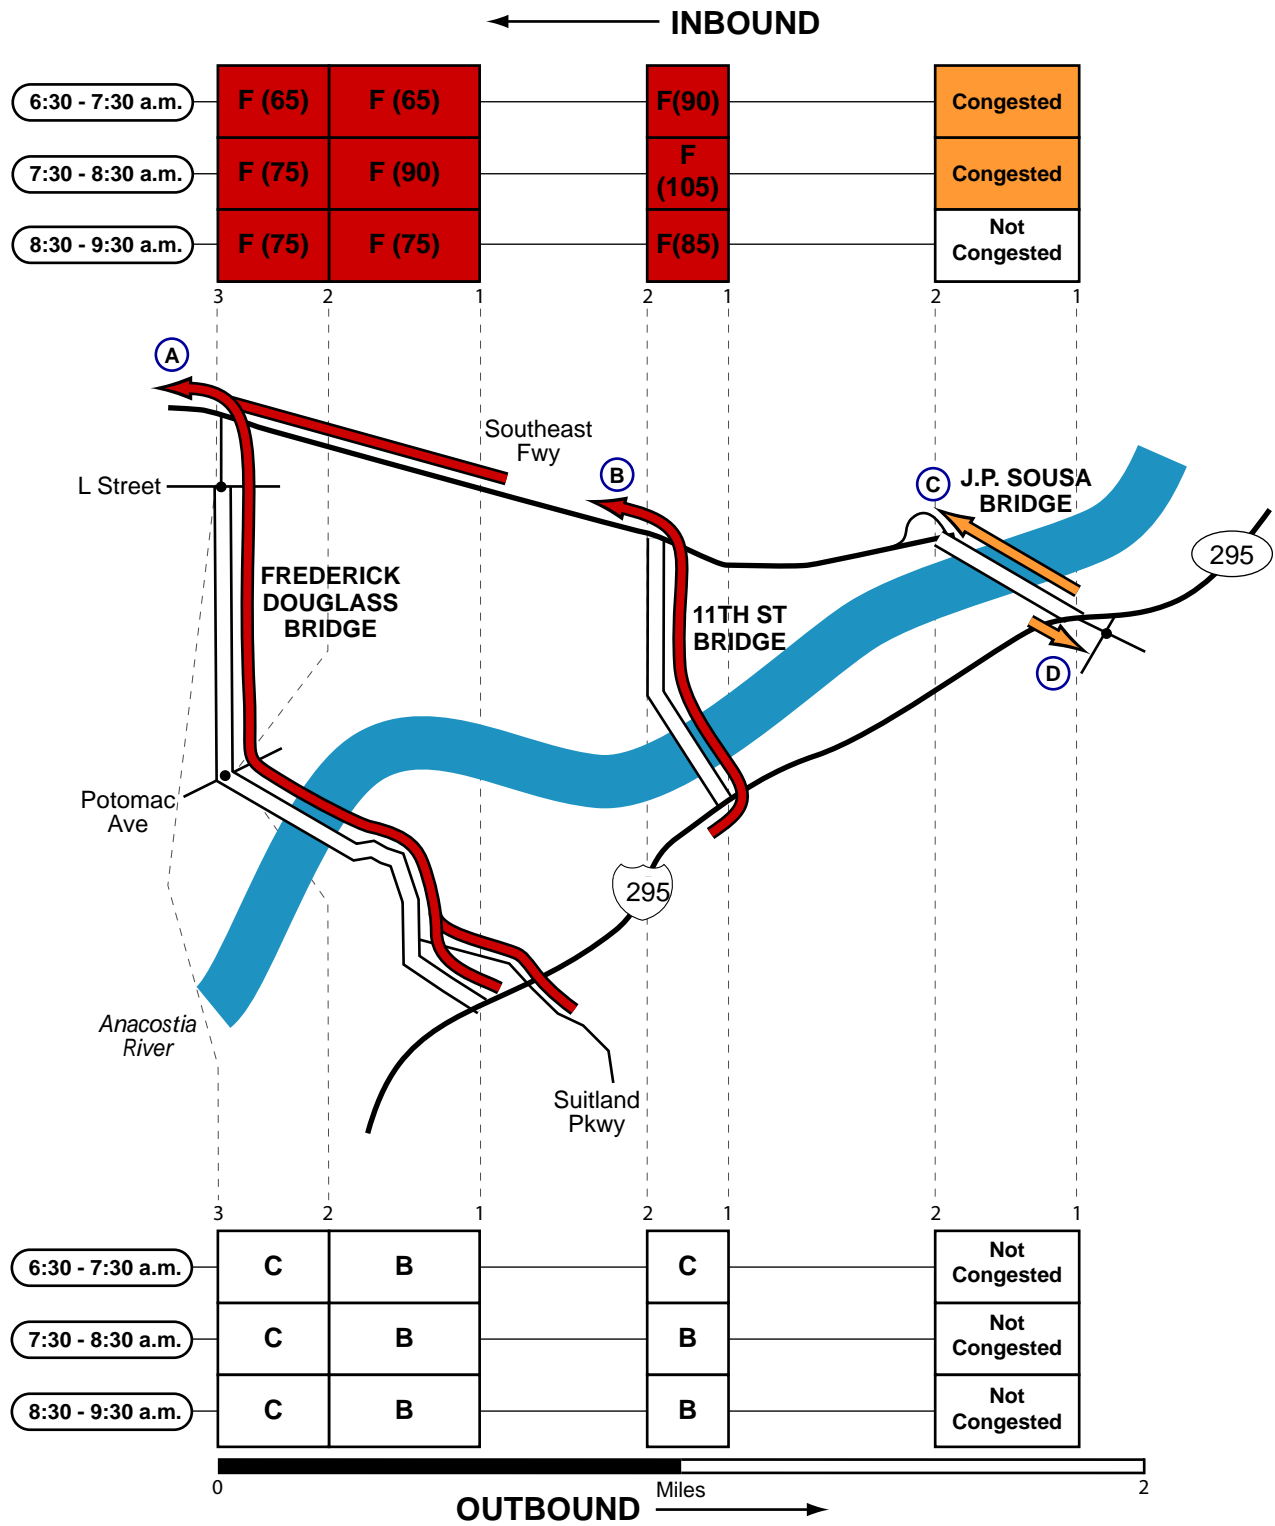 INBOUND
6:30 - 7:30 a.m. F (65) F (65) F(90) Congested
7:30 - 8:30 a.m. F (75) F (90) F
(105) Congested
8:30 - 9:30 a.m. F (75) F (75) F(85) Not
Congested
3 2 1 2 1 2 1
A
Southeast
Fwy
B
C
J.P. SOUSA
BRIDGE
L Street
295
FREDERICK
DOUGLASS
BRIDGE
11TH ST
BRIDGE
D
Potomac
Ave
295
Anacostia
River
Suitland
Pkwy
3 2 1 2 1 2 1
6:30 - 7:30 a.m. C B C Not
Congested
7:30 - 8:30 a.m. C B B Not
Congested
8:30 - 9:30 a.m. C B B Not
Congested
0 Miles 2
OUTBOUND